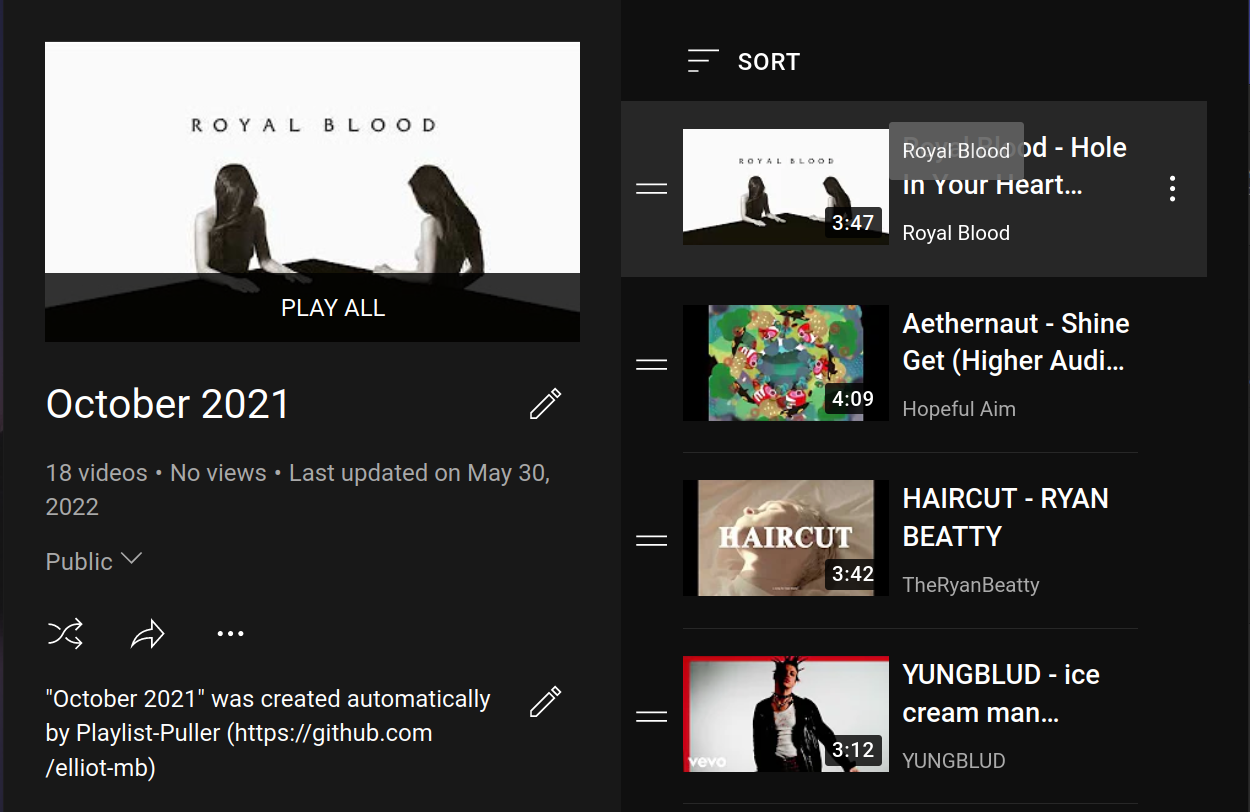 ROYAL BLOOD
PLAY ALL
October 2021
18 videos • No views • Last updated on May 30,
2022
Public
"October 2021" was created automatically
by Playlist-Puller (https://github.com
/elliot-mb)
SORT
ROYAL BLOOD
3:47
Royal Blood - Hole
In Your Heart...
Royal Blood
Royal Blood
4:09
Aethernaut - Shine
Get (Higher Audi...
Hopeful Aim
HAIRCUT
3:42
HAIRCUT - RYAN
BEATTY
TheRyanBeatty
vevo
3:12
YUNGBLUD - ice
cream man...
YUNGBLUD